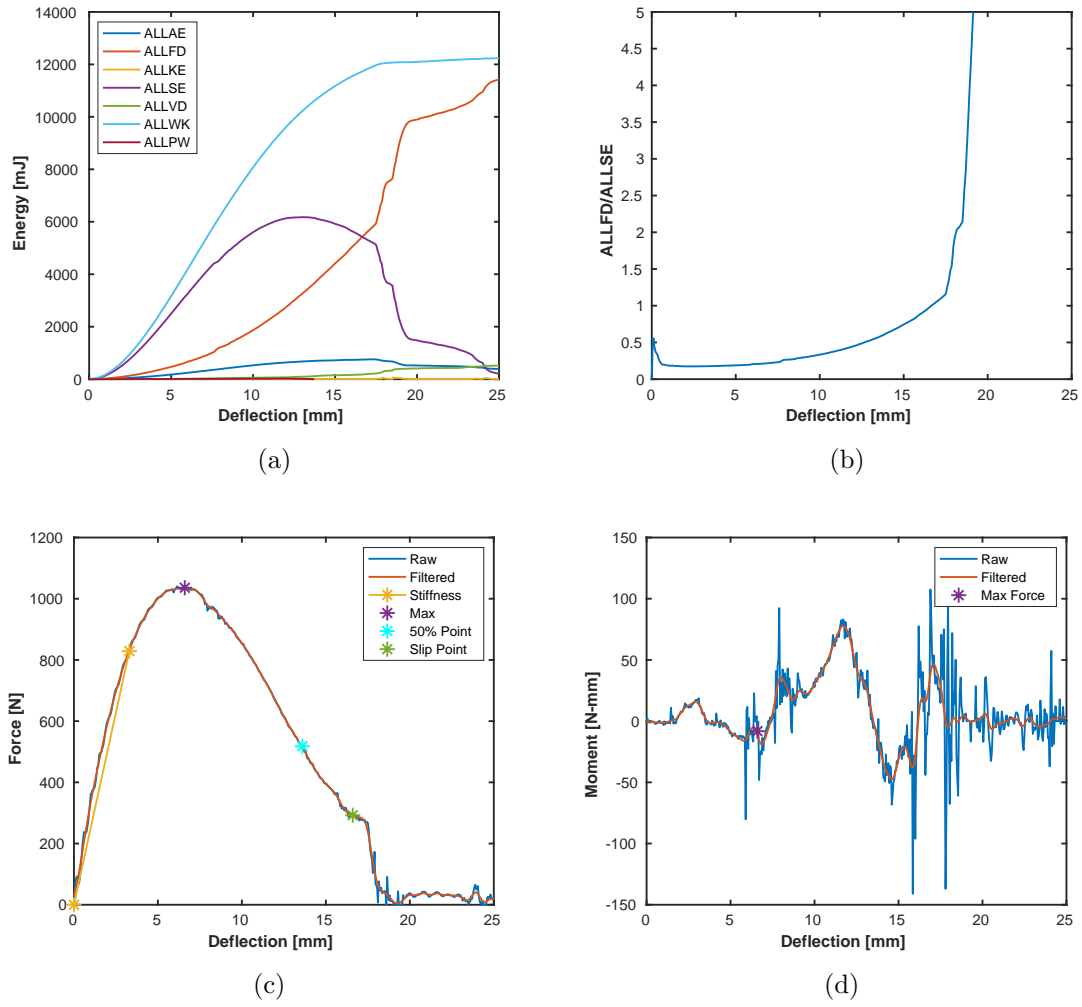 14000
12000
10000
8000
6000
4000
2000
0
Energy [mJ]
ALLAE
ALLFD
ALLKE
ALLSE
ALLVD
ALLWK
ALLPW
0 5 10 15 20 25
Deflection [mm]
(a)
5
4.5
4
3.5
3
2.5
2
1.5
1
0.5
0
ALLFD/ALLSE
0 5 10 15 20 25
Deflection [mm]
(b)
1200
1000
800
600
400
200
0
Force [N]
Raw
Filtered
Stiffness
Max
50% Point
Slip Point
0 5 10 15 20 25
Deflection [mm]
(c)
150
100
50
0
-50
-100
-150
Moment [N-mm]
Raw
Filtered
Max Force
0 5 10 15 20 25
Deflection [mm]
(d)